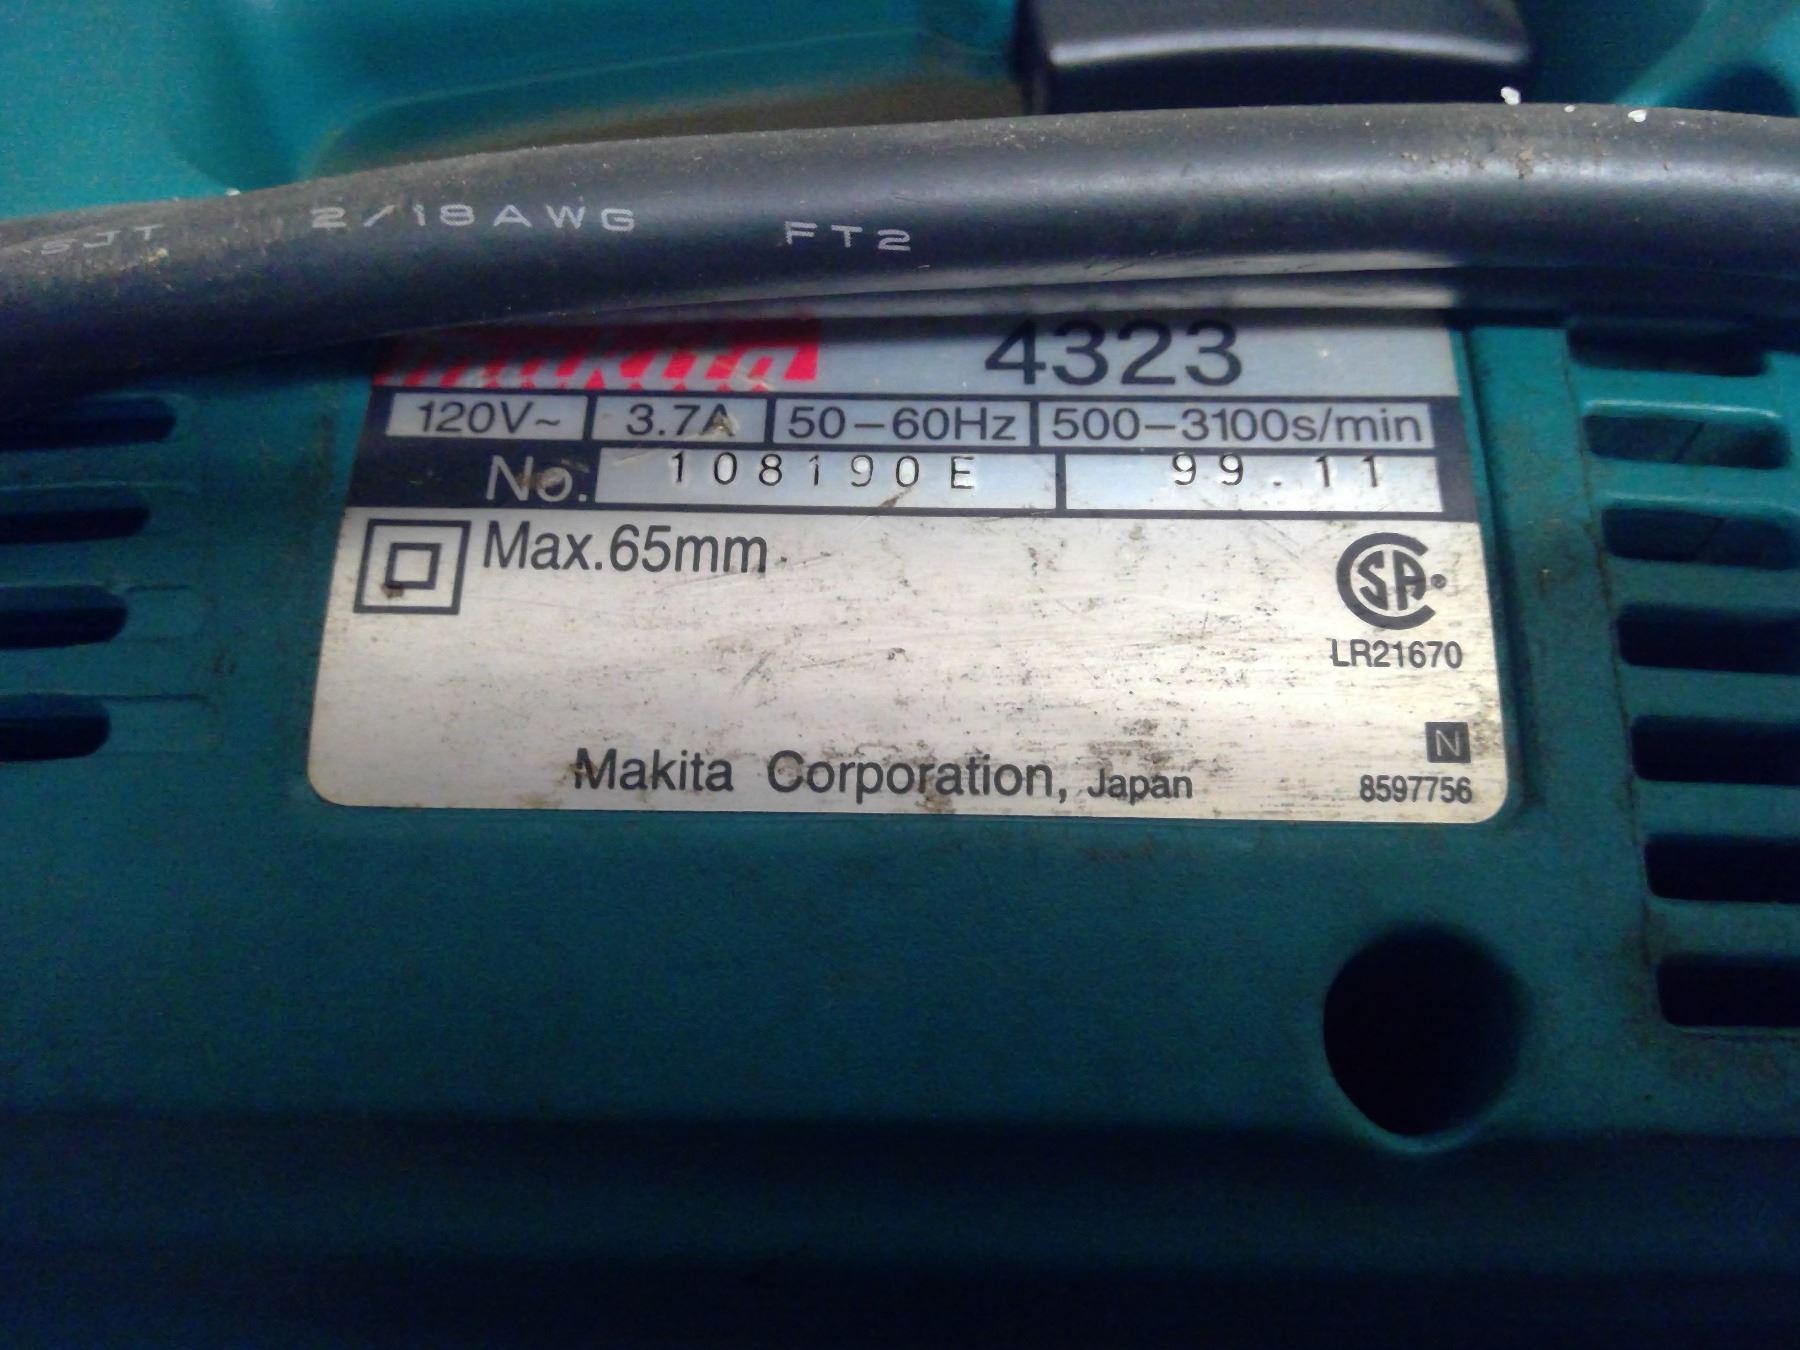 SJT 2/18AWG FT2
makita 4323
120V~ 3.7A 50-60Hz 500-3100s/min
No. 108190E 99.11
Max.65mm
CSA®
LR21670
N
Makita Corporation, Japan 8597756